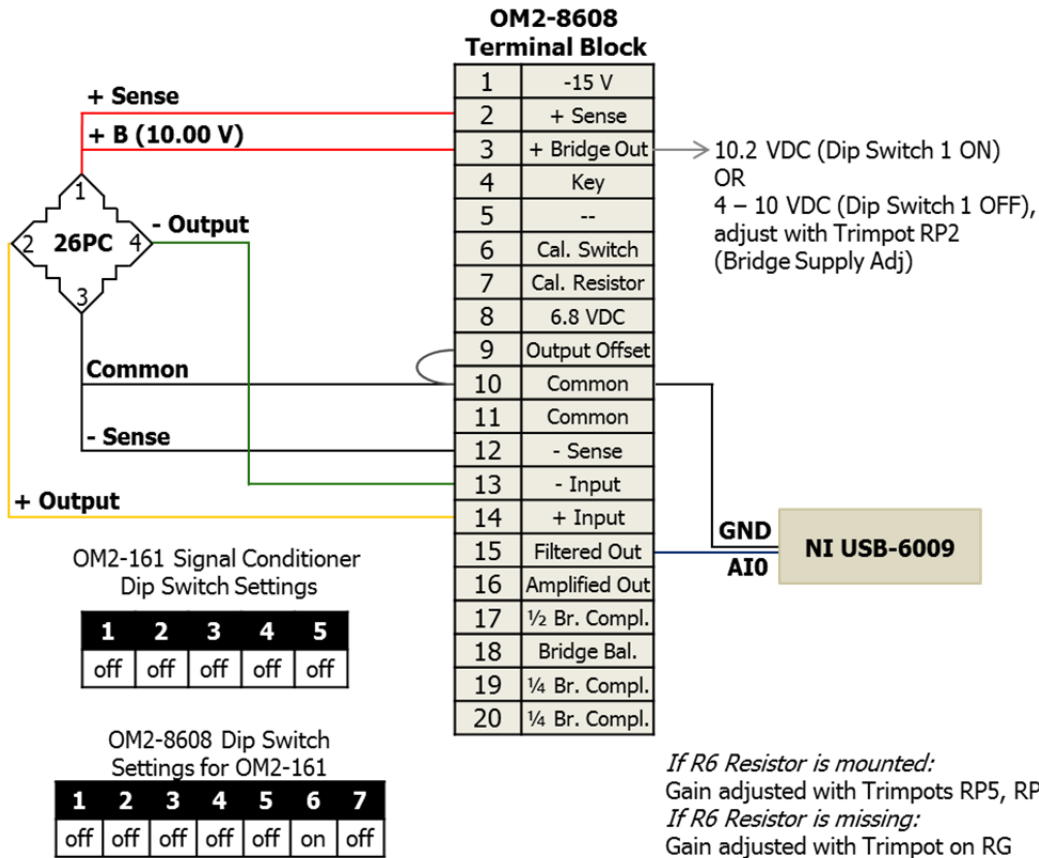 OM2-8608
Terminal Block
1 -15 V
2 + Sense
3 + Bridge Out
4 Key
5 --
6 Cal. Switch
7 Cal. Resistor
8 6.8 VDC
9 Output Offset
10 Common
11 Common
12 - Sense
13 - Input
14 + Input
15 Filtered Out
16 Amplified Out
17 ½ Br. Compl.
18 Bridge Bal.
19 ¼ Br. Compl.
20 ¼ Br. Compl.
+ Sense
+ B (10.00 V)
1
2 26PC 4
3
- Output
Common
- Sense
+ Output
10.2 VDC (Dip Switch 1 ON)
OR
4 – 10 VDC (Dip Switch 1 OFF),
adjust with Trimpot RP2
(Bridge Supply Adj)
GND
AI0
NI USB-6009
OM2-161 Signal Conditioner
Dip Switch Settings
1 2 3 4 5
off off off off off
OM2-8608 Dip Switch
Settings for OM2-161
1 2 3 4 5 6 7
off off off off off on off
If R6 Resistor is mounted:
Gain adjusted with Trimpots RP5, RP
If R6 Resistor is missing:
Gain adjusted with Trimpot on RG